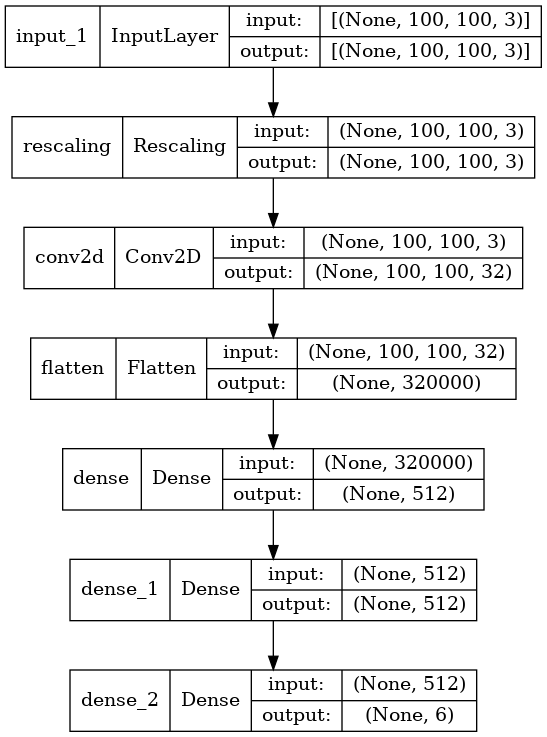 input_1 InputLayer input: [(None, 100, 100, 3)]
output: [(None, 100, 100, 3)]
rescaling Rescaling input: (None, 100, 100, 3)
output: (None, 100, 100, 3)
conv2d Conv2D input: (None, 100, 100, 3)
output: (None, 100, 100, 32)
flatten Flatten input: (None, 100, 100, 32)
output: (None, 320000)
dense Dense input: (None, 320000)
output: (None, 512)
dense_1 Dense input: (None, 512)
output: (None, 512)
dense_2 Dense input: (None, 512)
output: (None, 6)